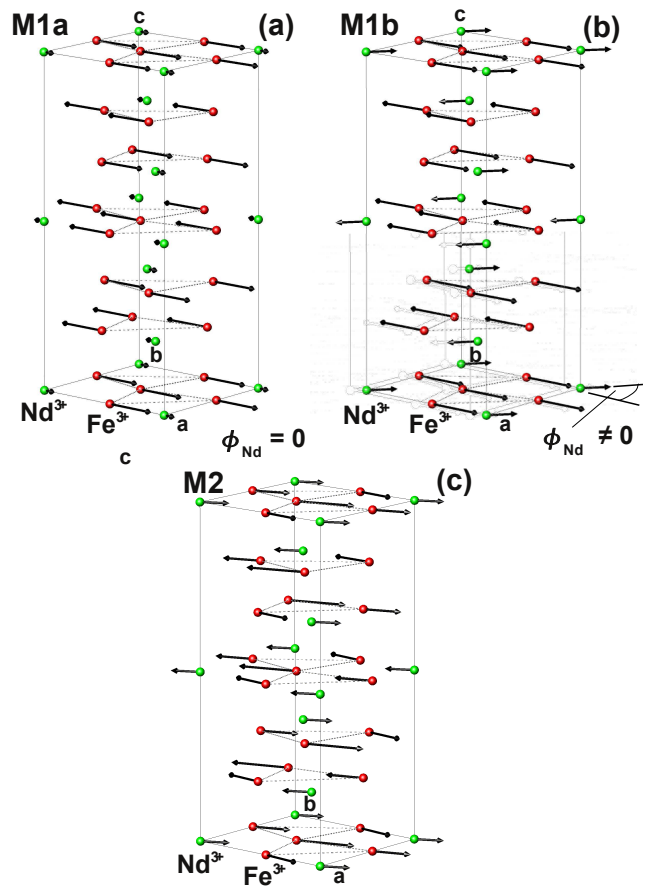 c
M1a
(a)
b
Nd³⁺
Fe³⁺
a
ϕNd = 0
c
c
M1b
(b)
b
Nd³⁺
Fe³⁺
a
ϕNd ≠ 0
M2
(c)
b
Nd³⁺
Fe³⁺
a